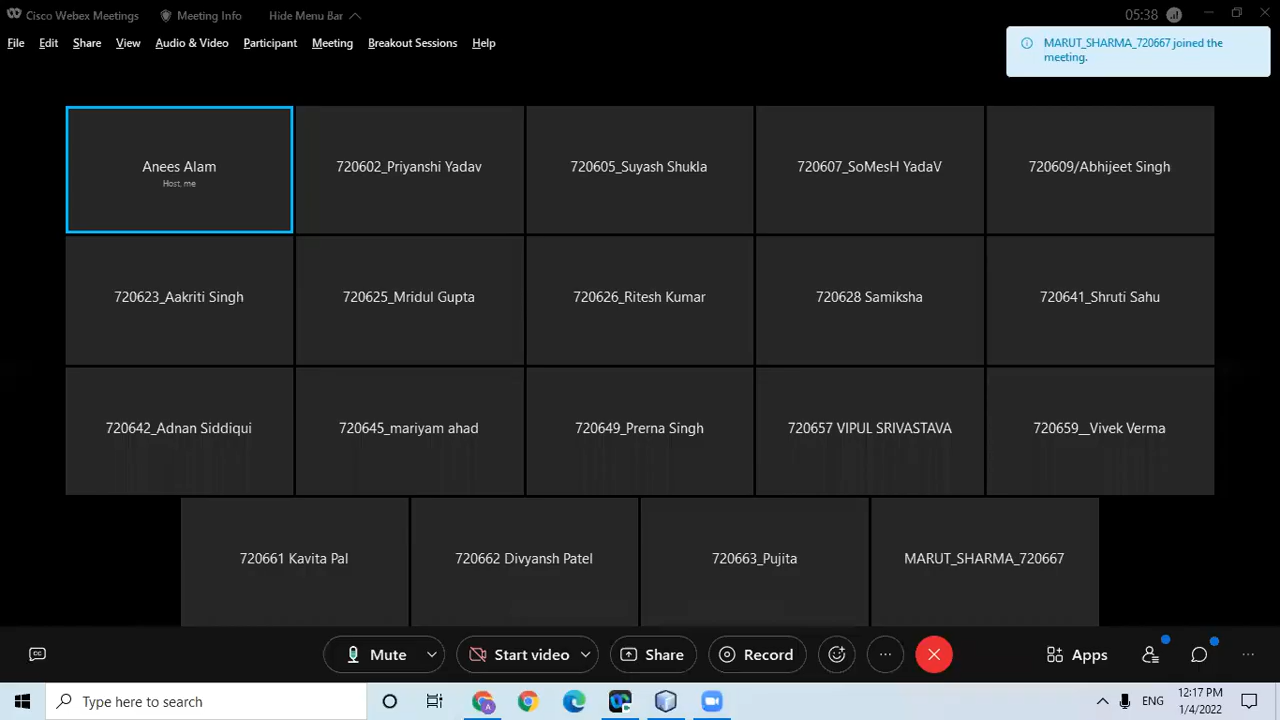 Cisco Webex Meetings
Meeting Info
Hide Menu Bar
05:38
File Edit Share View Audio & Video Participant Meeting Breakout Sessions Help
MARUT_SHARMA_720667 joined the
meeting.
Anees Alam
Host, me
720602_Priyanshi Yadav
720605_Suyash Shukla
720607_SoMesH YadaV
720609/Abhijeet Singh
720623_Aakriti Singh
720625_Mridul Gupta
720626_Ritesh Kumar
720628 Samiksha
720641_Shruti Sahu
720642_Adnan Siddiqui
720645_mariyam ahad
720649_Prerna Singh
720657 VIPUL SRIVASTAVA
720659__Vivek Verma
720661 Kavita Pal
720662 Divyansh Patel
720663_Pujita
MARUT_SHARMA_720667
CC
Mute
Start video
Share
Record
Apps
Type here to search
A
ENG
12:17 PM
1/4/2022